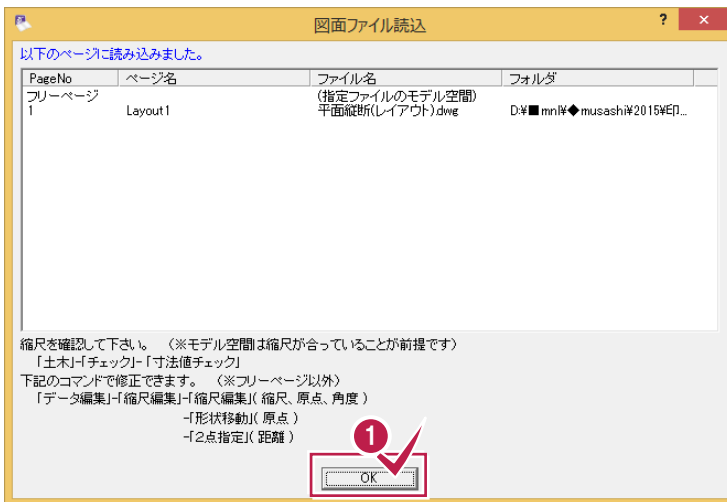 図面ファイル読込
? ×
以下のページに読み込みました。
PageNo ページ名 ファイル名 フォルダ
フリーページ (指定ファイルのモデル空間)
1 Layout1 平面縦断(レイアウト).dwg D:¥■mnl¥◆musashi¥2015¥印...
縮尺を確認して下さい。 (※モデル空間は縮尺が合っていることが前提です)
「土木」-「チェック」-「寸法値チェック」
下記のコマンドで修正できます。 (※フリーページ以外)
「データ編集」-「縮尺編集」-「縮尺編集」( 縮尺、原点、角度 )
-「形状移動」( 原点 )
-「2点指定」( 距離 )
1
OK